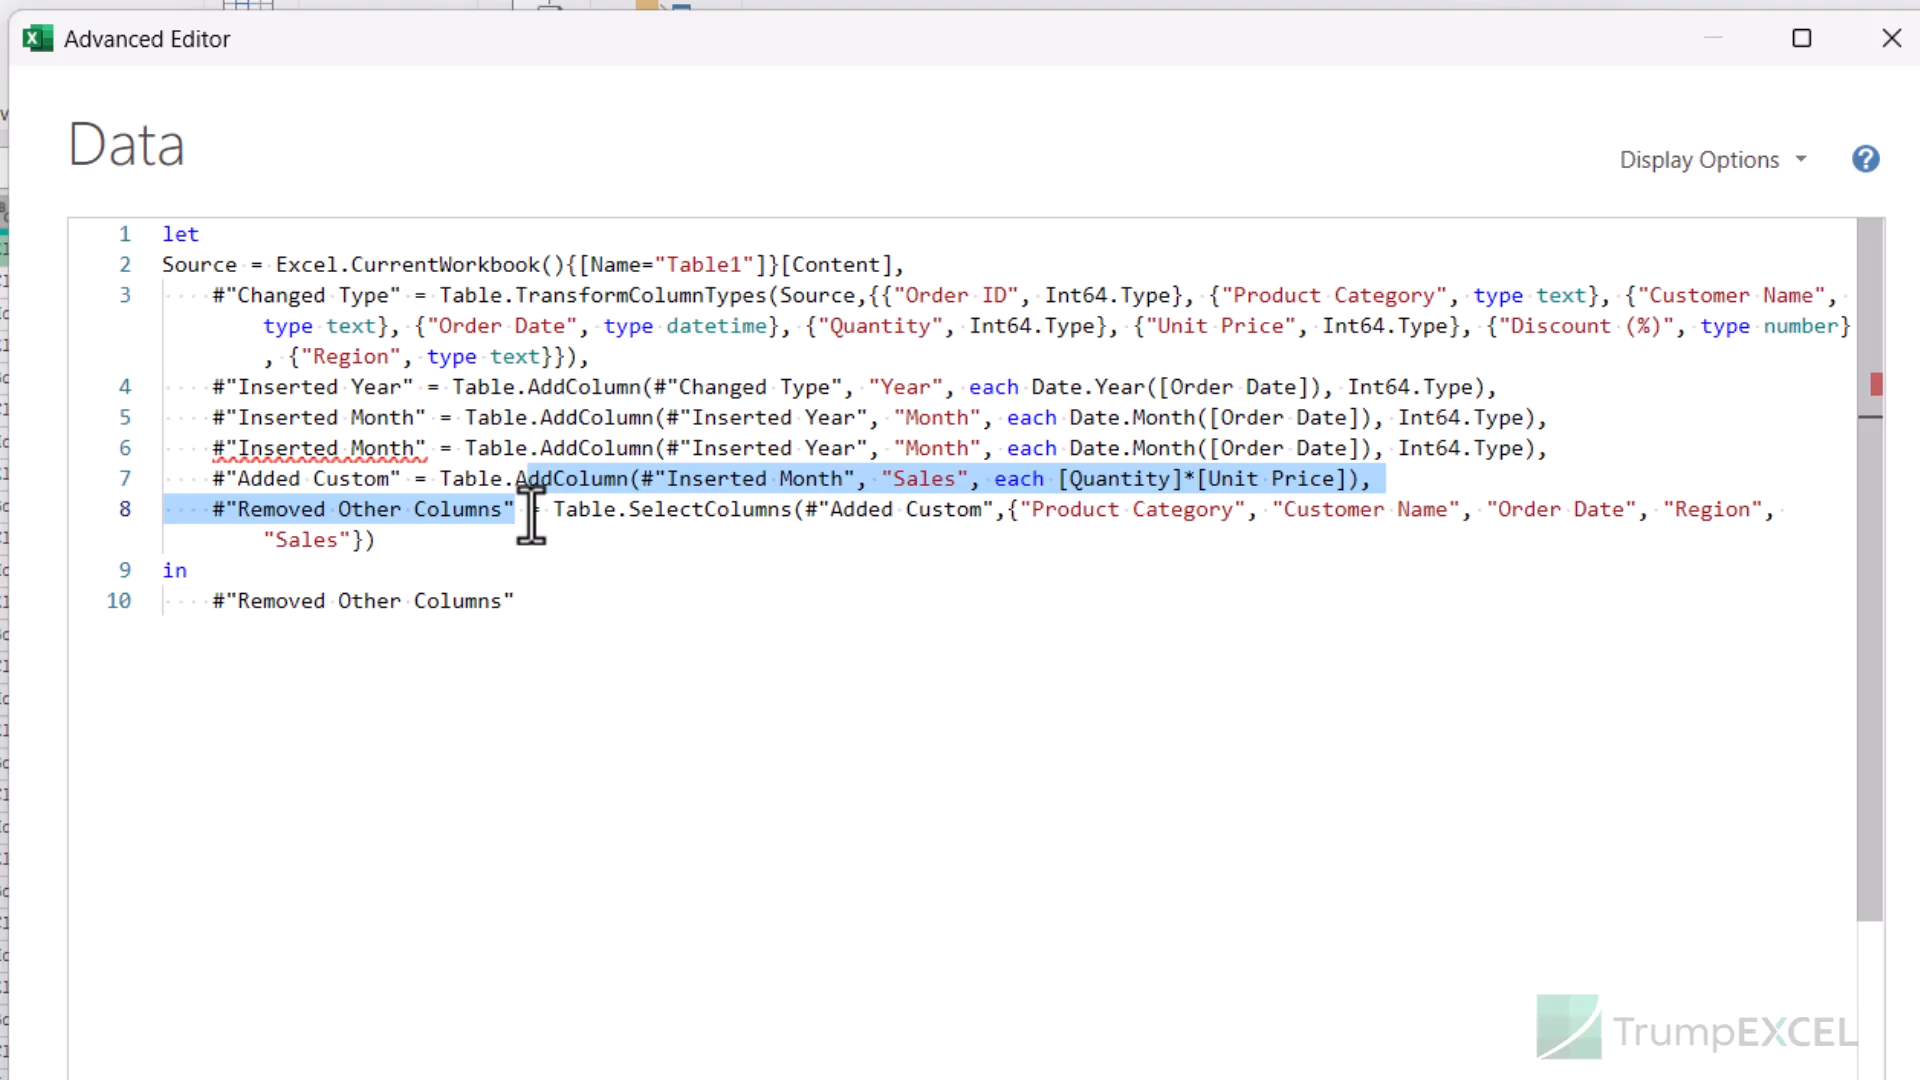 Advanced Editor
Data
Display Options
?
1 let
2 Source = Excel.CurrentWorkbook(){[Name="Table1"]}[Content],
3 #"Changed Type" = Table.TransformColumnTypes(Source,{{"Order ID", Int64.Type}, {"Product Category", type text}, {"Customer Name",
type text}, {"Order Date", type datetime}, {"Quantity", Int64.Type}, {"Unit Price", Int64.Type}, {"Discount (%)", type number}
, {"Region", type text}}),
4 #"Inserted Year" = Table.AddColumn(#"Changed Type", "Year", each Date.Year([Order Date]), Int64.Type),
5 #"Inserted Month" = Table.AddColumn(#"Inserted Year", "Month", each Date.Month([Order Date]), Int64.Type),
6 #"Inserted Month" = Table.AddColumn(#"Inserted Year", "Month", each Date.Month([Order Date]), Int64.Type),
7 #"Added Custom" = Table.AddColumn(#"Inserted Month", "Sales", each [Quantity]*[Unit Price]),
8 #"Removed Other Columns" = Table.SelectColumns(#"Added Custom",{"Product Category", "Customer Name", "Order Date", "Region",
"Sales"})
9 in
10 #"Removed Other Columns"
TrumpEXCEL